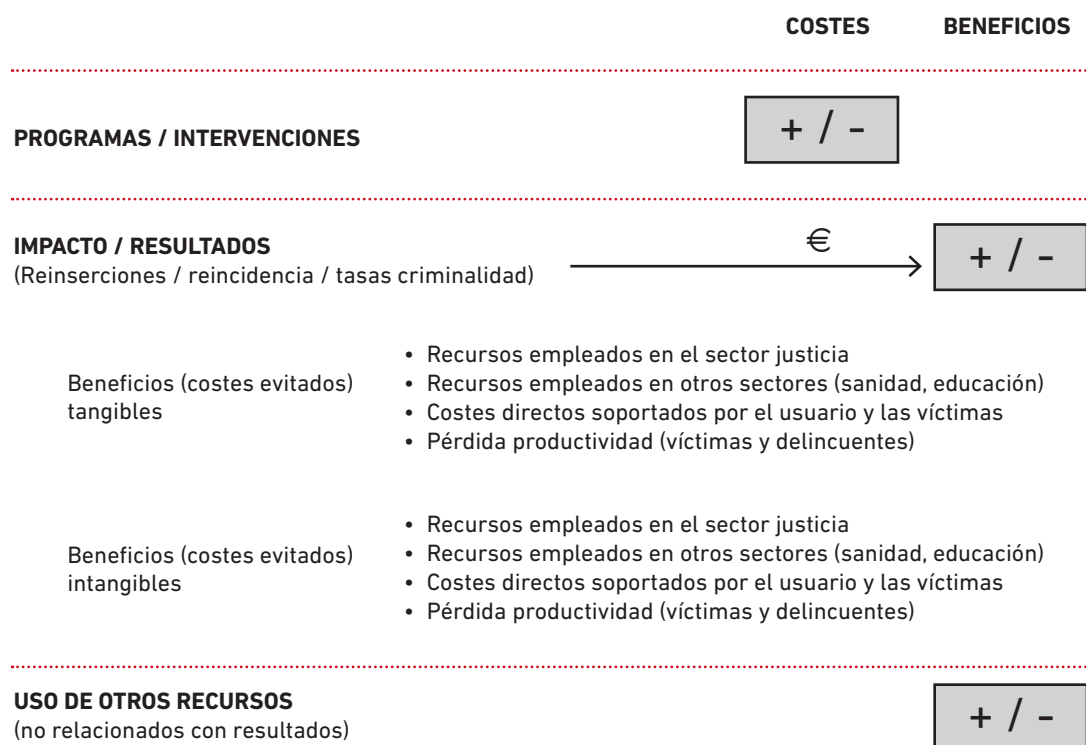 COSTES BENEFICIOS
PROGRAMAS / INTERVENCIONES
+ / -
IMPACTO / RESULTADOS
(Reinserciones / reincidencia / tasas criminalidad)
€
+ / -
Beneficios (costes evitados)
tangibles
• Recursos empleados en el sector justicia
• Recursos empleados en otros sectores (sanidad, educación)
• Costes directos soportados por el usuario y las víctimas
• Pérdida productividad (víctimas y delincuentes)
Beneficios (costes evitados)
intangibles
• Recursos empleados en el sector justicia
• Recursos empleados en otros sectores (sanidad, educación)
• Costes directos soportados por el usuario y las víctimas
• Pérdida productividad (víctimas y delincuentes)
USO DE OTROS RECURSOS
(no relacionados con resultados)
+ / -